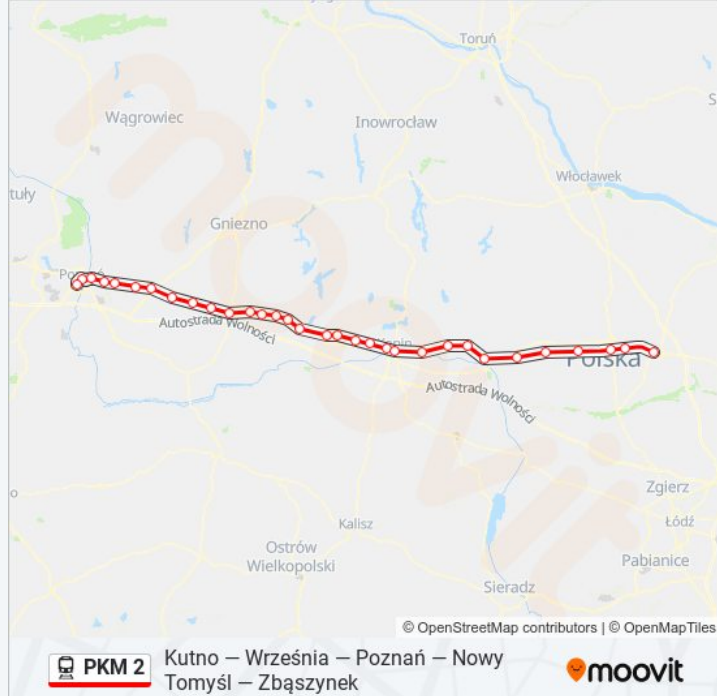 Toruń
Wągrowiec
Inowrocław
Włocławek
Gniezno
Autostrada Wolności
Polska
Autostrada Wolności
Zgierz
Kalisz
Łódź
Ostrów
Wielkopolski
Pabianice
Sieradz
© OpenStreetMap contributors | © OpenMapTiles
PKM 2
Kutno — Września — Poznań — Nowy
Tomyśl — Zbąszynek
moovit